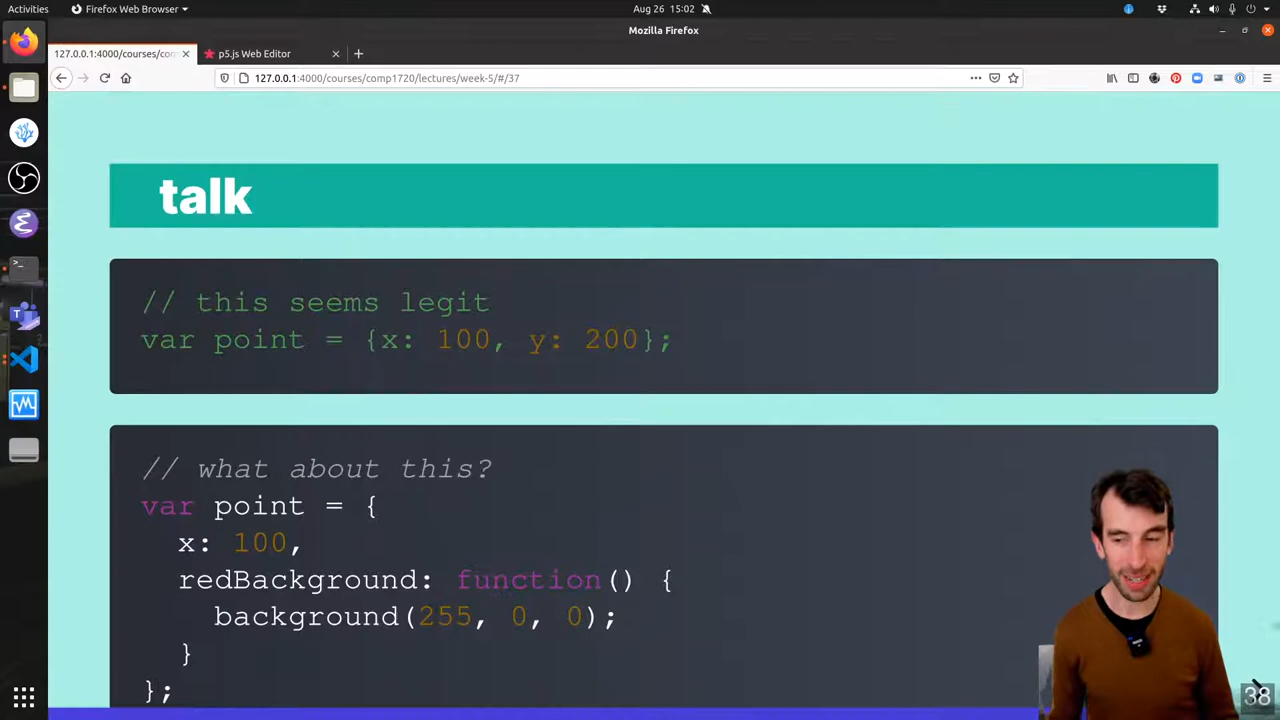 Activities
Firefox Web Browser
Aug 26 15:02
Mozilla Firefox
127.0.0.1:4000/courses/com
p5.js Web Editor
127.0.0.1:4000/courses/comp1720/lectures/week-5/#/37
talk
// this seems legit
var point = {x: 100, y: 200};
// what about this?
var point = {
x: 100,
redBackground: function() {
background(255, 0, 0);
}
};
38